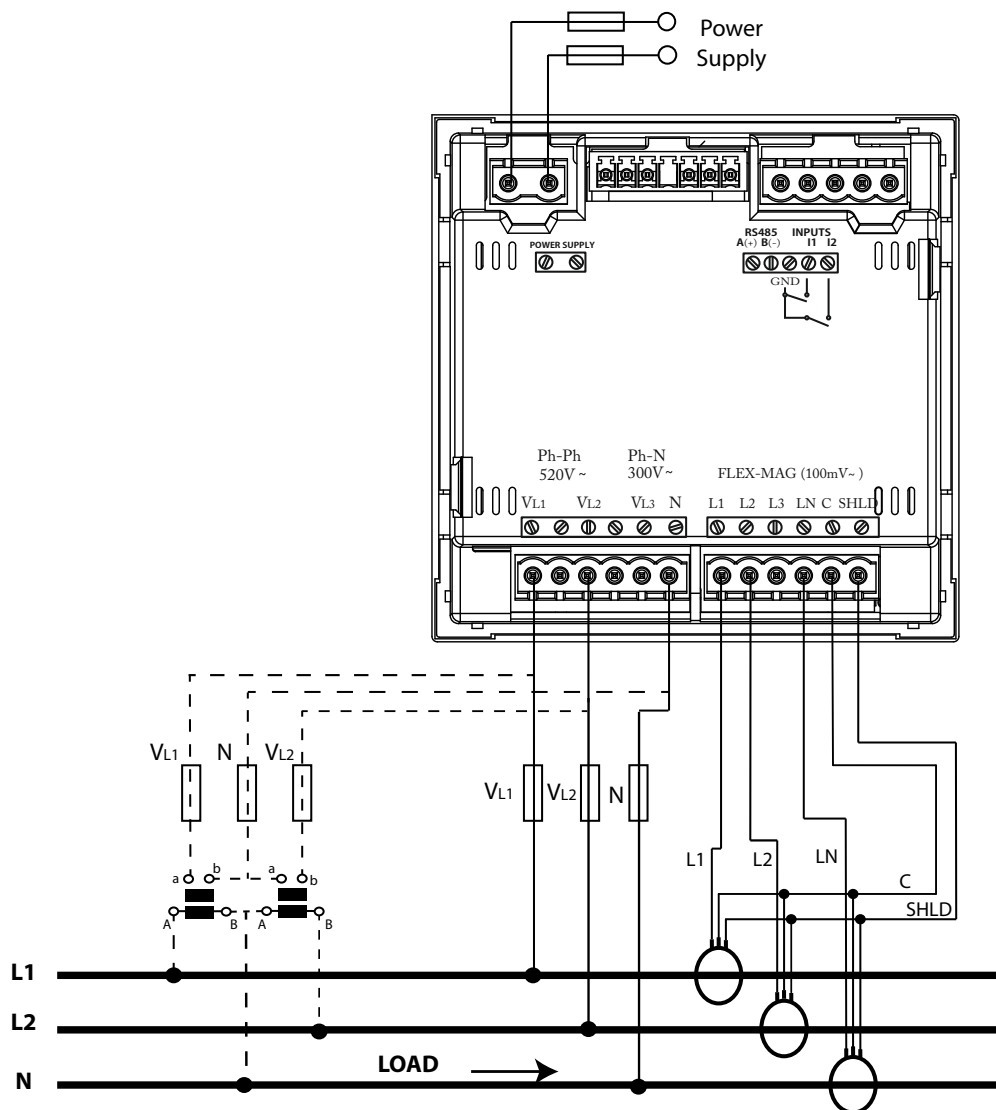 Power
Supply
POWER SUPPLY
RS485 INPUTS
A(+) B(-) I1 I2
GND
Ph-Ph Ph-N
520V ~ 300V ~ FLEX-MAG (100mV~ )
VL1 VL2 VL3 N L1 L2 L3 LN C SHLD
VL1 N VL2
VL1 VL2 N
L1 L2 LN
a b a b
C
SHLD
A B A B
L1
L2
LOAD
N